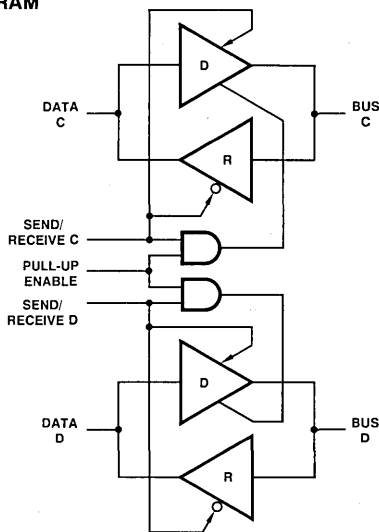 RAM
D
DATA
C
BUS
C
R
SEND/
RECEIVE C
PULL-UP
ENABLE
SEND/
RECEIVE D
D
DATA
D
BUS
D
R